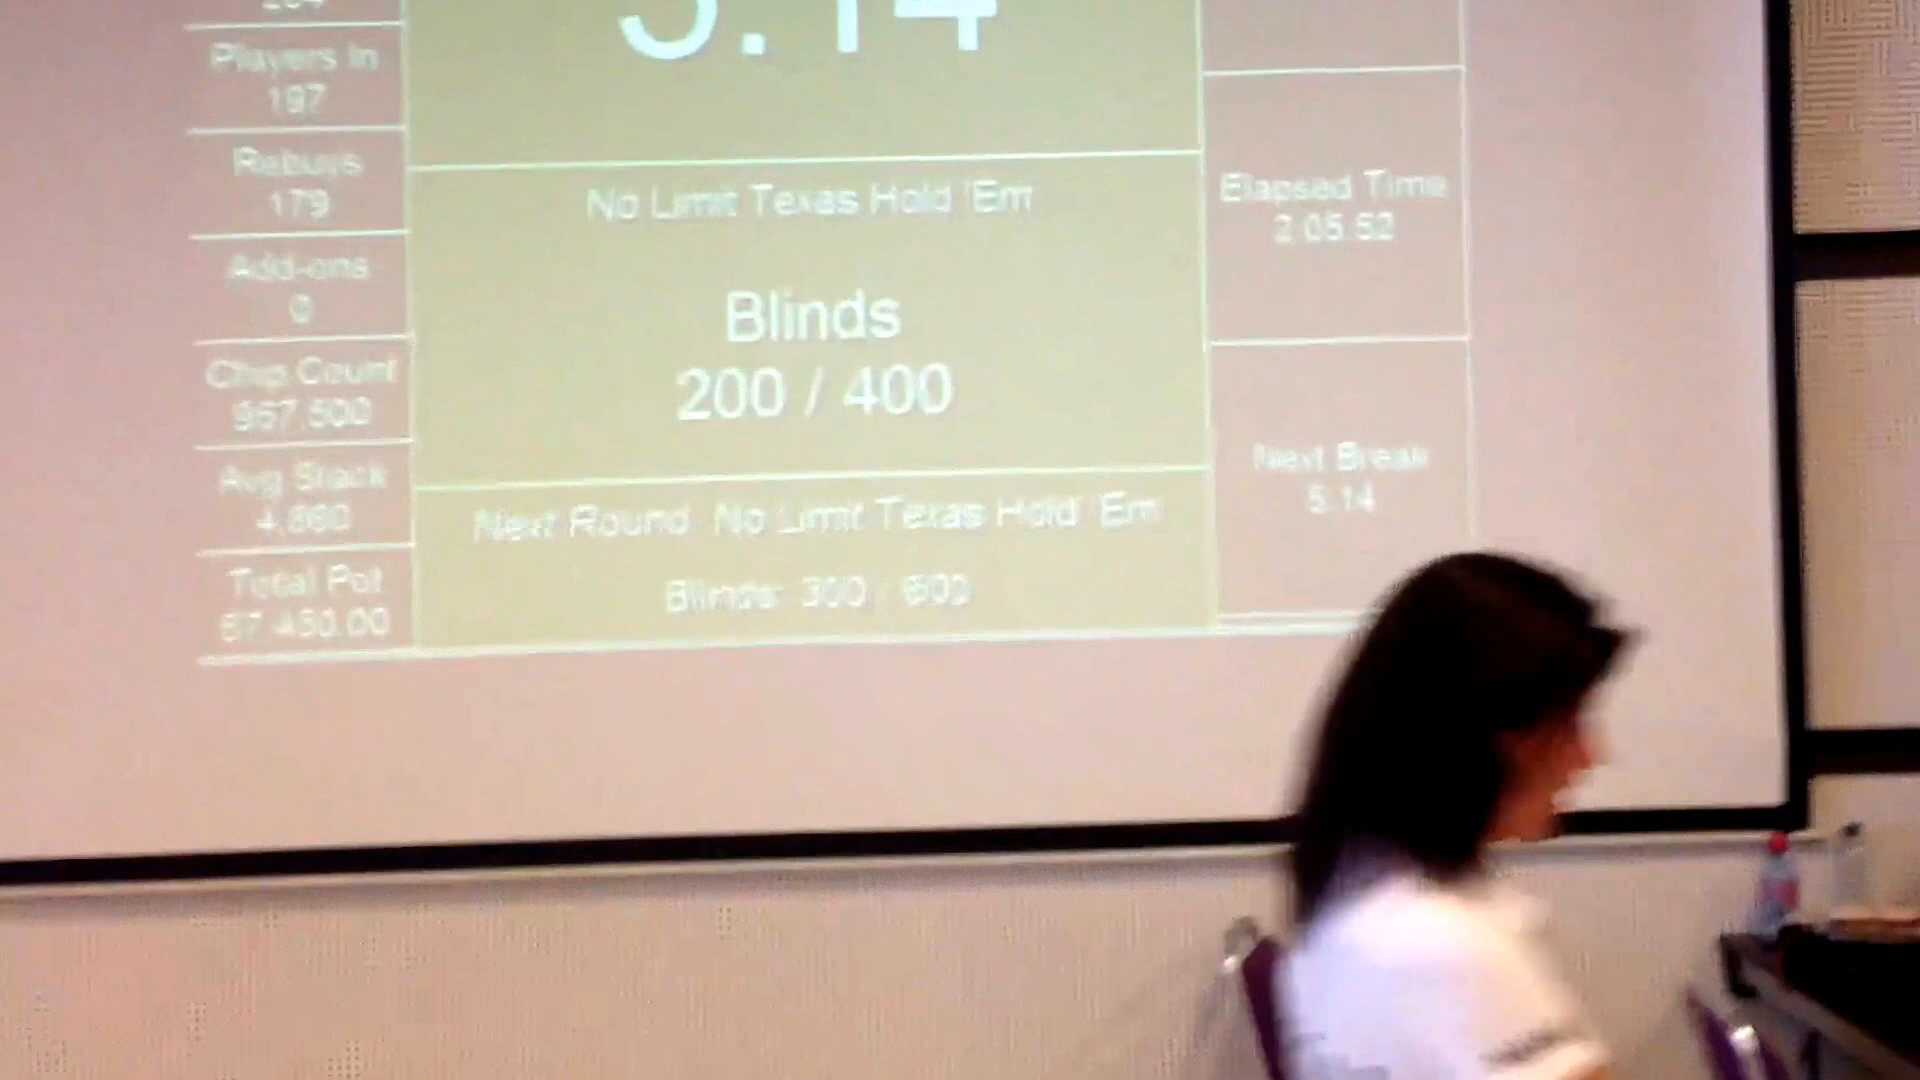 5:14
Players In
197
Rebuys
179
Add-ons
0
Chip Count
957,500
Avg Stack
4,860
Total Pot
No Limit Texas Hold 'Em
Blinds
200 / 400
Next Round: No Limit Texas Hold 'Em
Blinds: 300 / 600
Elapsed Time
2:05:52
Next Break
5:14